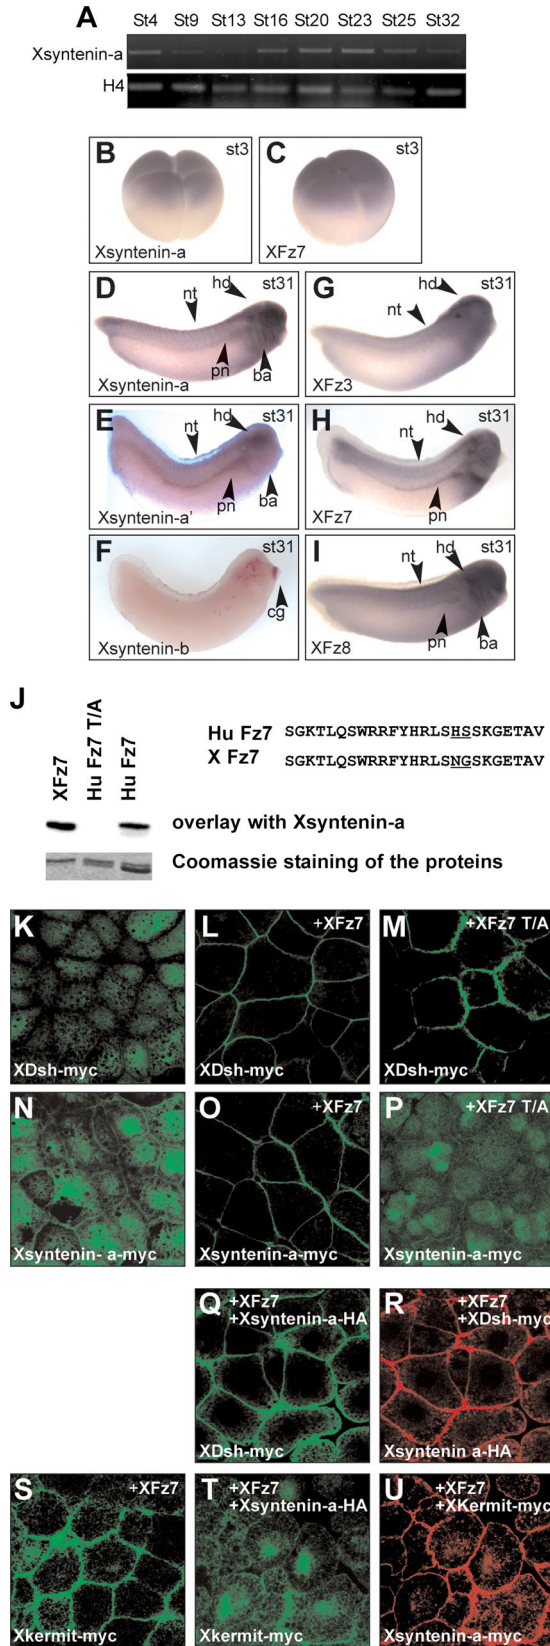 A
St4 St9 St13 St16 St20 St23 St25 St32
Xsyntenin-a
H4
B st3
Xsyntenin-a
C st3
XFz7
D nt hd st31
pn ba
Xsyntenin-a
G hd st31
nt
XFz3
E nt hd st31
pn ba
Xsyntenin-a'
H nt hd st31
pn
XFz7
F st31
cg
Xsyntenin-b
I nt hd st31
pn ba
XFz8
J
XFz7
Hu Fz7 T/A
Hu Fz7
Hu Fz7 SGKTLQSWRRFYHRLSHSSKGETAV
X Fz7 SGKTLQSWRRFYHRLSNGSKGETAV
overlay with Xsyntenin-a
Coomassie staining of the proteins
K
XDsh-myc
L +XFz7
XDsh-myc
M +XFz7 T/A
XDsh-myc
N
Xsyntenin- a-myc
O +XFz7
Xsyntenin-a-myc
P +XFz7 T/A
Xsyntenin-a-myc
Q +XFz7
+Xsyntenin-a-HA
XDsh-myc
R +XFz7
+XDsh-myc
Xsyntenin a-HA
S +XFz7
Xkermit-myc
T +XFz7
+Xsyntenin-a-HA
Xkermit-myc
U +XFz7
+XKermit-myc
Xsyntenin-a-myc